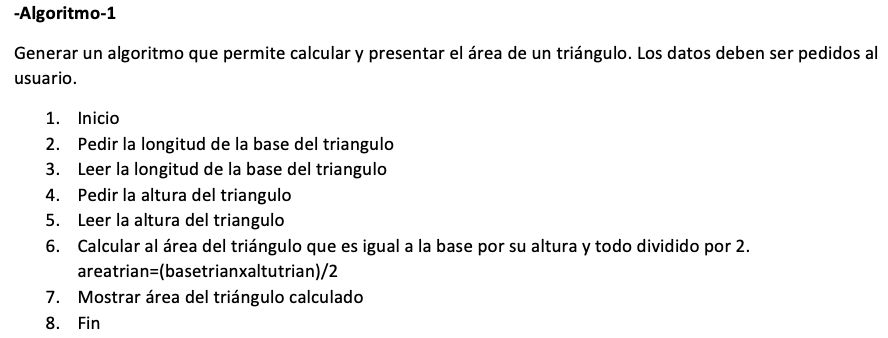 -Algoritmo-1
Generar un algoritmo que permite calcular y presentar el área de un triángulo. Los datos deben ser pedidos al
usuario.
1. Inicio
2. Pedir la longitud de la base del triangulo
3. Leer la longitud de la base del triangulo
4. Pedir la altura del triangulo
5. Leer la altura del triangulo
6. Calcular al área del triángulo que es igual a la base por su altura y todo dividido por 2.
areatrian=(basetrianxaltutrian)/2
7. Mostrar área del triángulo calculado
8. Fin